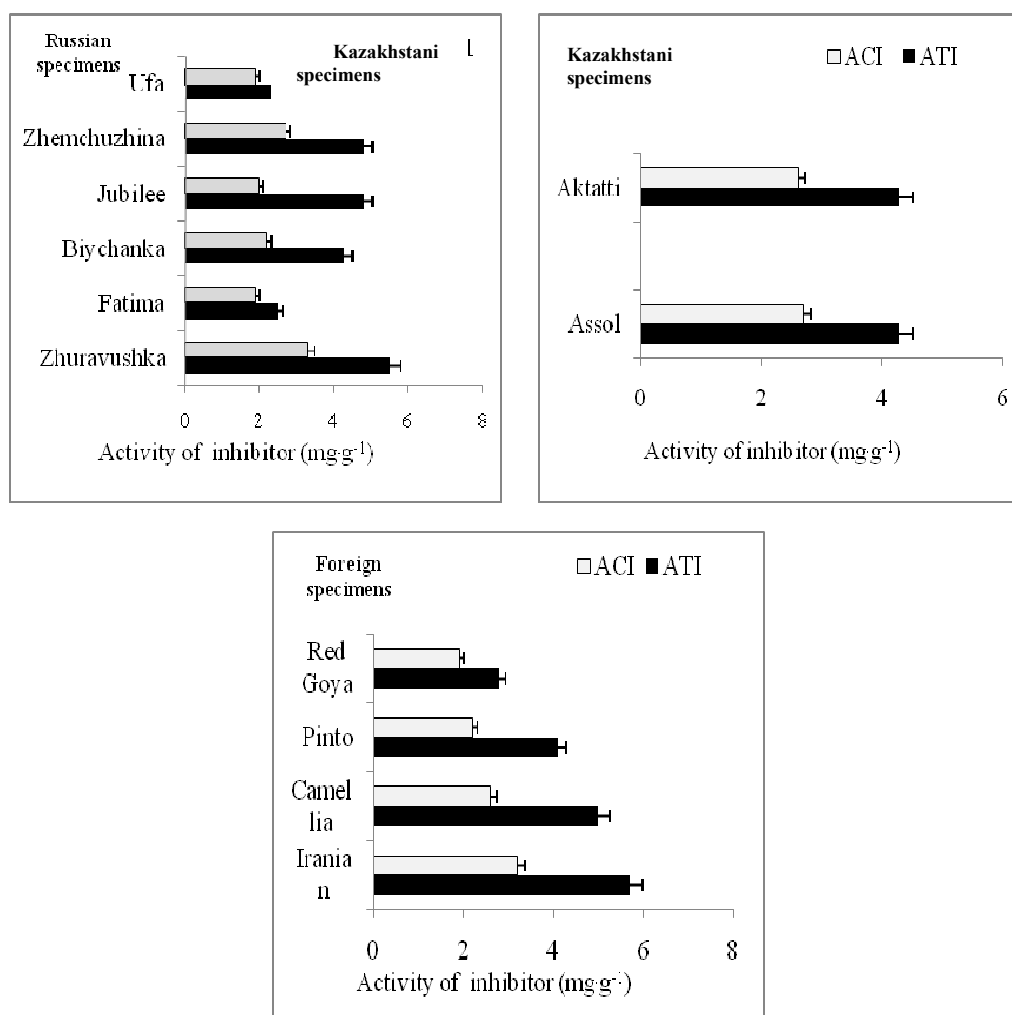 Russian
specimens
Kazakhstani
specimens
Ufa
Zhemchuzhina
Jubilee
Biychanka
Fatima
Zhuravushka
0 2 4 6 8
Activity of inhibitor (mg·g-1)
Kazakhstani
specimens
ACI ATI
Aktatti
Assol
0 2 4 6
Activity of inhibitor (mg·g-1)
Foreign
specimens
ACI ATI
Red
Goya
Pinto
Camel
lia
Irania
n
0 2 4 6 8
Activity of inhibitor (mg·g-1)